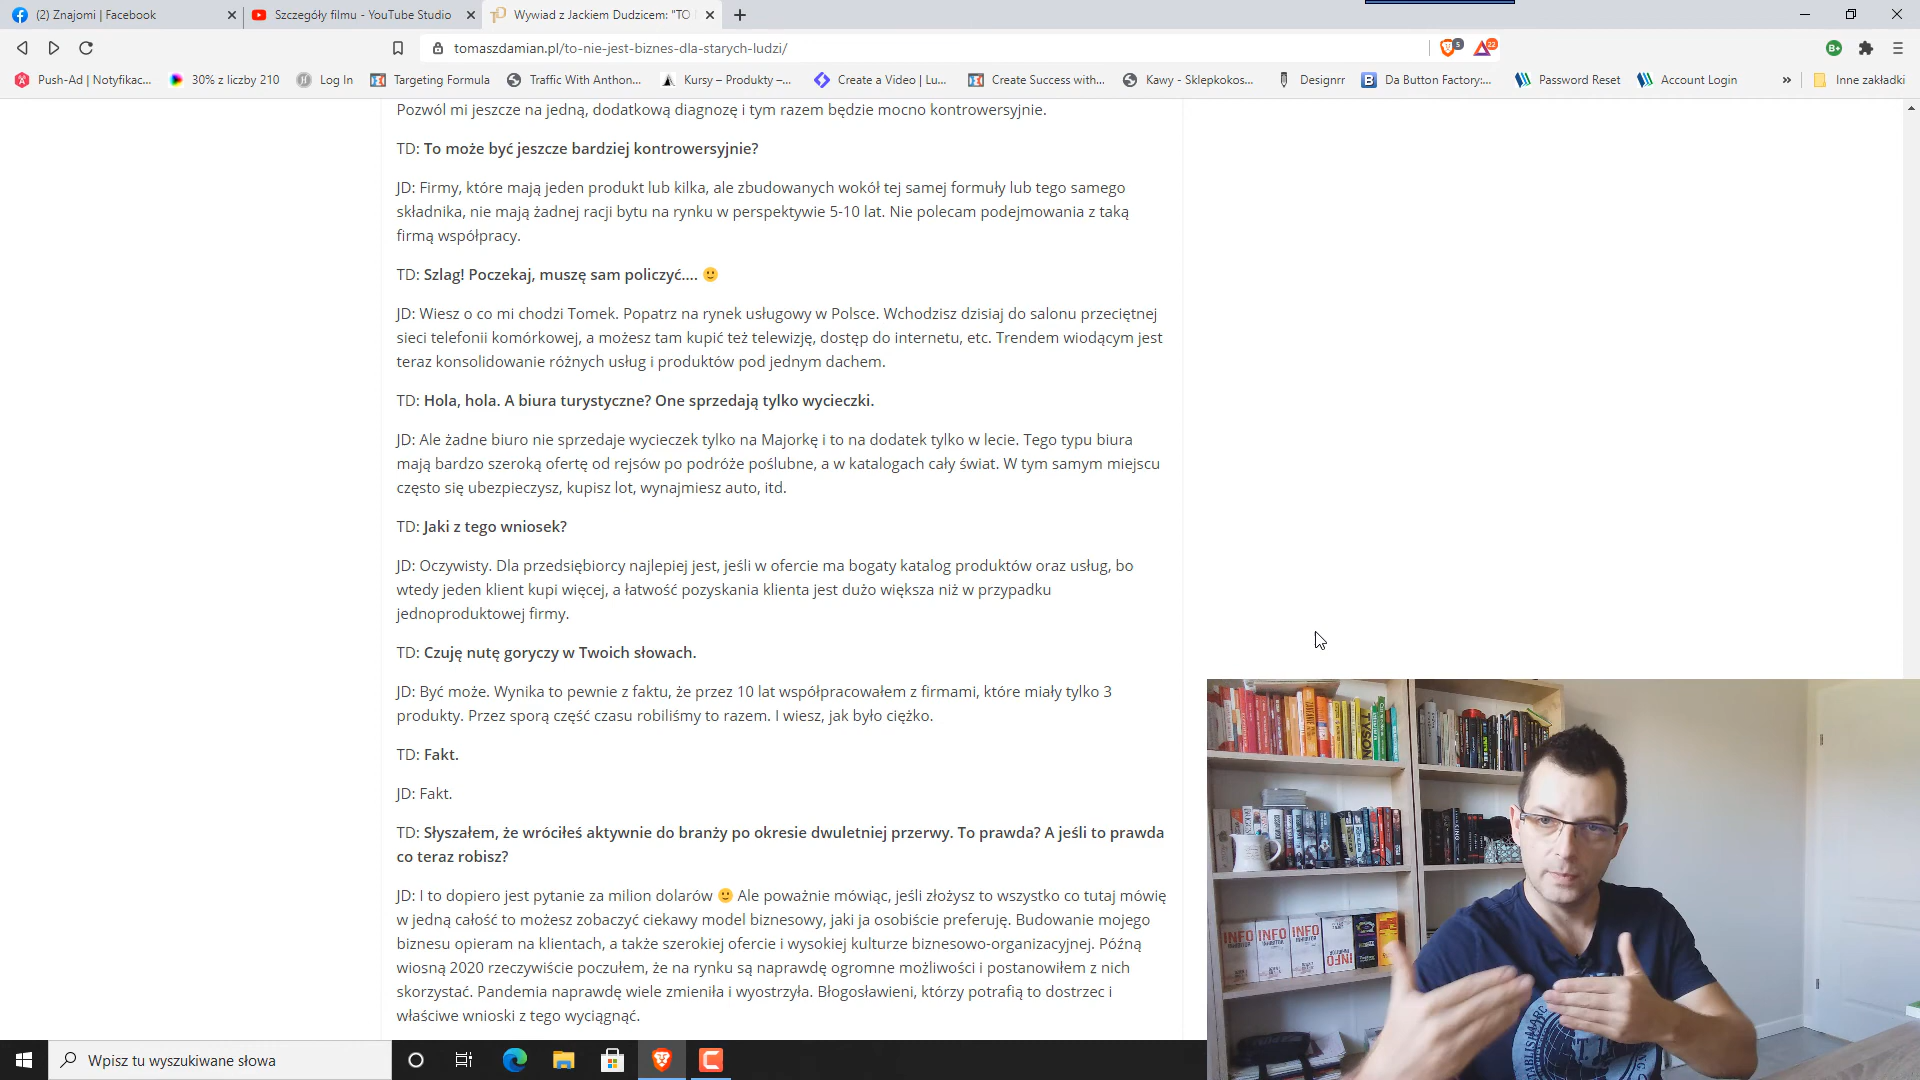 (2) Znajomi | Facebook
Szczegóły filmu - YouTube Studio
Wywiad z Jackiem Dudzicem: "TO
tomaszdamian.pl/to-nie-jest-biznes-dla-starych-ludzi/
5
22
B+
Push-Ad | Notyfikac...
30% z liczby 210
Log In
Targeting Formula
Traffic With Anthon...
Kursy – Produkty –...
Create a Video | Lu...
Create Success with...
Kawy - Sklepkokos...
Designrr
Da Button Factory:...
Password Reset
Account Login
»
Inne zakładki
Pozwól mi jeszcze na jedną, dodatkową diagnozę i tym razem będzie mocno kontrowersyjnie.
TD: To może być jeszcze bardziej kontrowersyjnie?
JD: Firmy, które mają jeden produkt lub kilka, ale zbudowanych wokół tej samej formuły lub tego samego
składnika, nie mają żadnej racji bytu na rynku w perspektywie 5-10 lat. Nie polecam podejmowania z taką
firmą współpracy.
TD: Szlag! Poczekaj, muszę sam policzyć…. 🙂
JD: Wiesz o co mi chodzi Tomek. Popatrz na rynek usługowy w Polsce. Wchodzisz dzisiaj do salonu przeciętnej
sieci telefonii komórkowej, a możesz tam kupić też telewizję, dostęp do internetu, etc. Trendem wiodącym jest
teraz konsolidowanie różnych usług i produktów pod jednym dachem.
TD: Hola, hola. A biura turystyczne? One sprzedają tylko wycieczki.
JD: Ale żadne biuro nie sprzedaje wycieczek tylko na Majorkę i to na dodatek tylko w lecie. Tego typu biura
mają bardzo szeroką ofertę od rejsów po podróże poślubne, a w katalogach cały świat. W tym samym miejscu
często się ubezpieczysz, kupisz lot, wynajmiesz auto, itd.
TD: Jaki z tego wniosek?
JD: Oczywisty. Dla przedsiębiorcy najlepiej jest, jeśli w ofercie ma bogaty katalog produktów oraz usług, bo
wtedy jeden klient kupi więcej, a łatwość pozyskania klienta jest dużo większa niż w przypadku
jednoproduktowej firmy.
TD: Czuję nutę goryczy w Twoich słowach.
JD: Być może. Wynika to pewnie z faktu, że przez 10 lat współpracowałem z firmami, które miały tylko 3
produkty. Przez sporą część czasu robiliśmy to razem. I wiesz, jak było ciężko.
TD: Fakt.
JD: Fakt.
TD: Słyszałem, że wróciłeś aktywnie do branży po okresie dwuletniej przerwy. To prawda? A jeśli to prawda
co teraz robisz?
JD: I to dopiero jest pytanie za milion dolarów 🙂 Ale poważnie mówiąc, jeśli złożysz to wszystko co tutaj mówię
w jedną całość to możesz zobaczyć ciekawy model biznesowy, jaki ja osobiście preferuję. Budowanie mojego
biznesu opieram na klientach, a także szerokiej ofercie i wysokiej kulturze biznesowo-organizacyjnej. Późną
wiosną 2020 rzeczywiście poczułem, że na rynku są naprawdę ogromne możliwości i postanowiłem z nich
skorzystać. Pandemia naprawdę wiele zmieniła i wyostrzyła. Błogosławieni, którzy potrafią to dostrzec i
właściwe wnioski z tego wyciągnąć.
Wpisz tu wyszukiwane słowa
TYSON
INFO
INFO
INFO
INFO